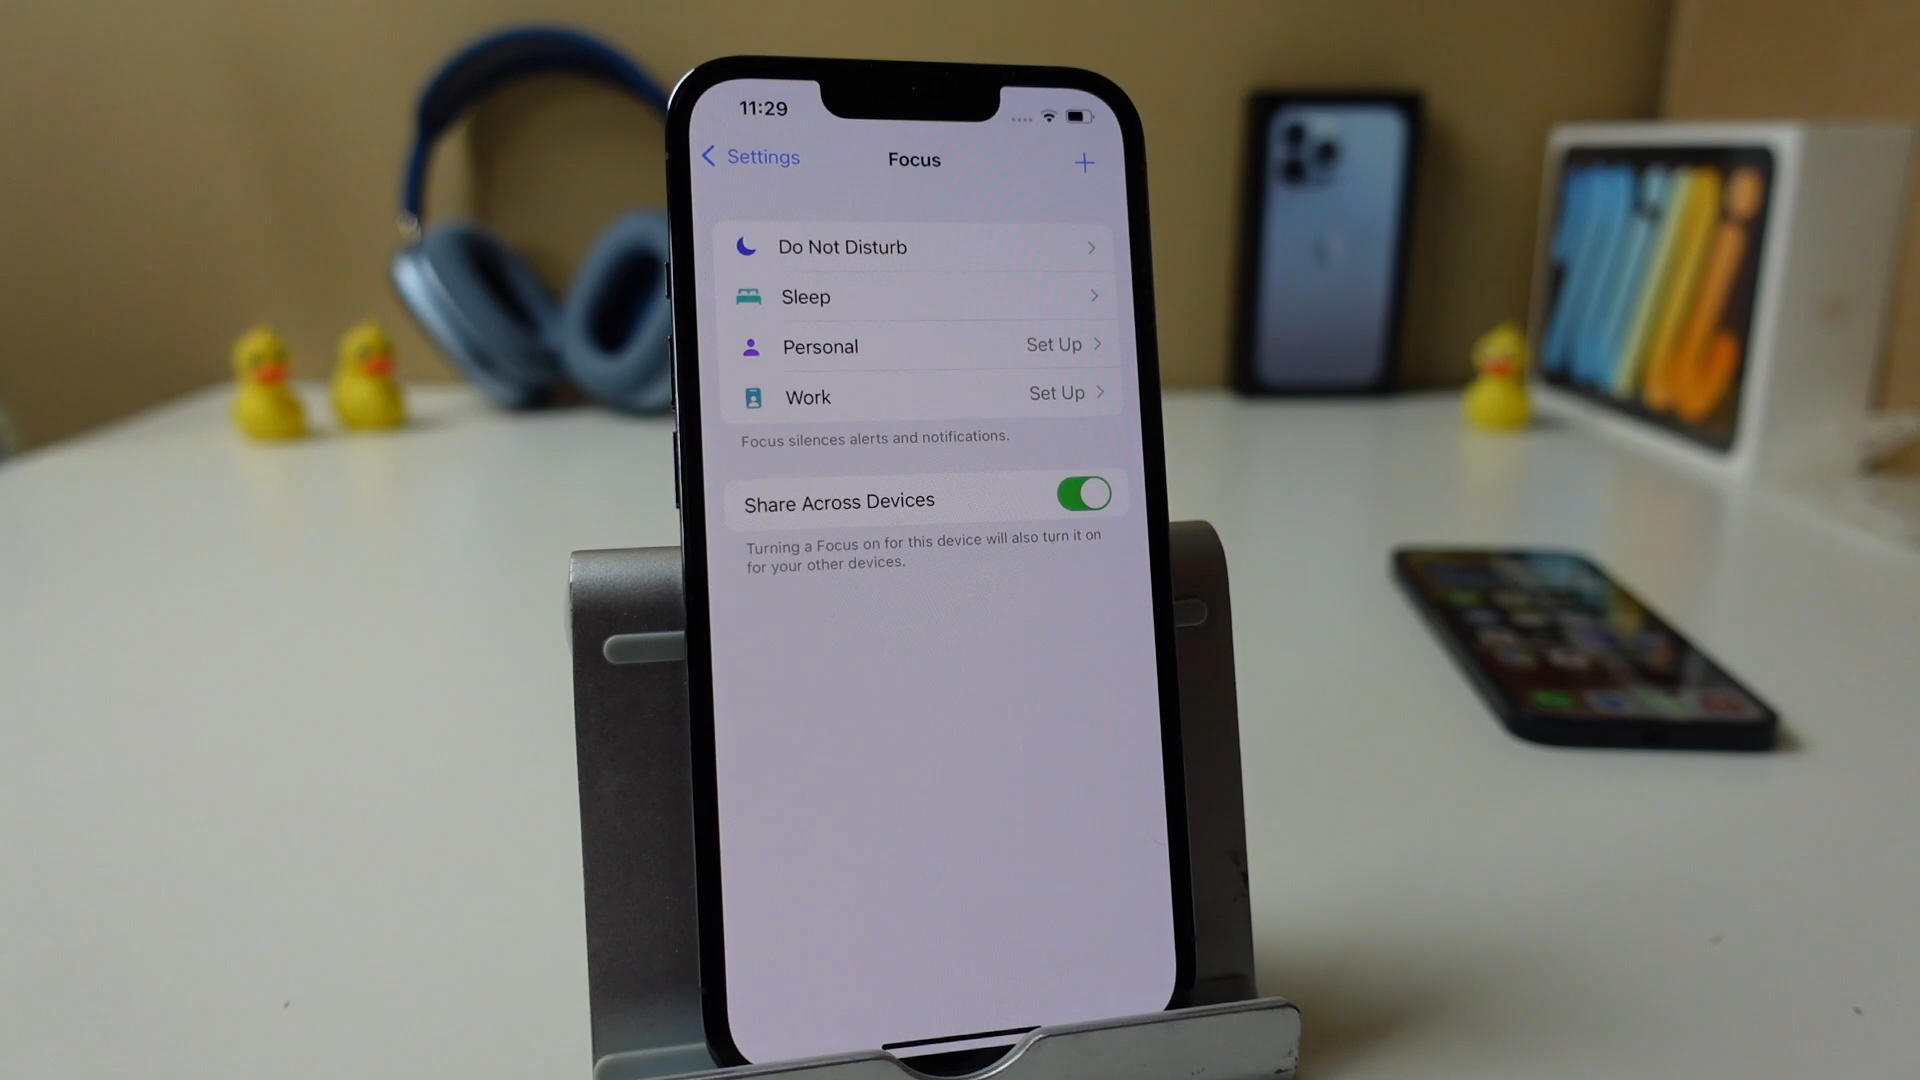 11:29
Settings
Focus
Do Not Disturb
Sleep
Personal
Set Up
Work
Set Up
Focus silences alerts and notifications.
Share Across Devices
Turning a Focus on for this device will also turn it on
for your other devices.